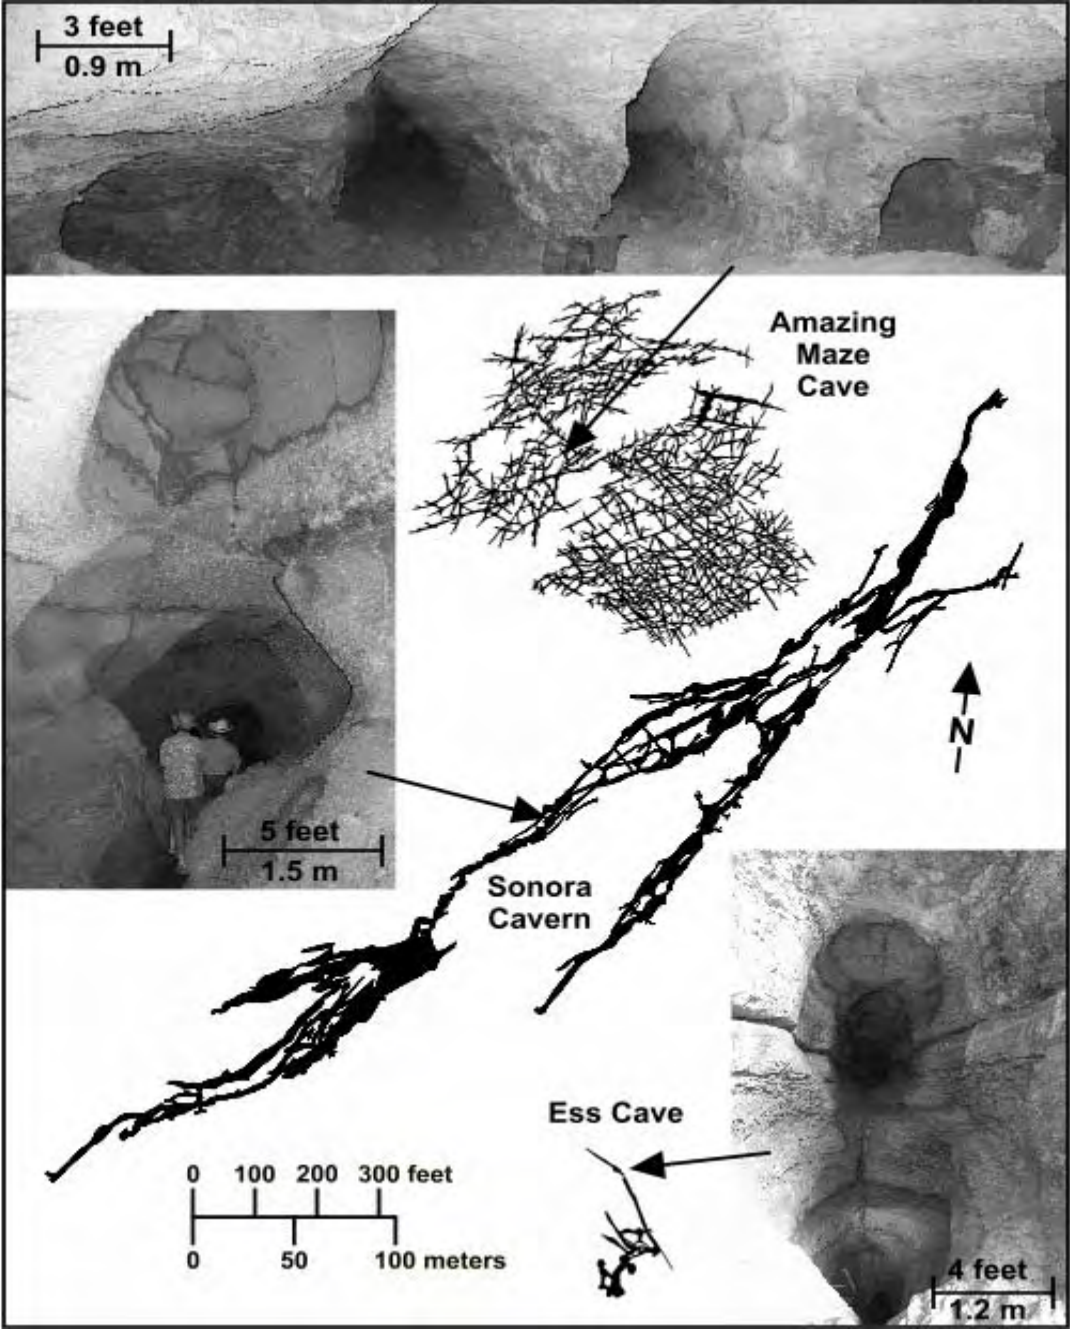 3 feet
0.9 m
Amazing
Maze
Cave
N
5 feet
1.5 m
Sonora
Cavern
Ess Cave
0 100 200 300 feet
0 50 100 meters
4 feet
1.2 m